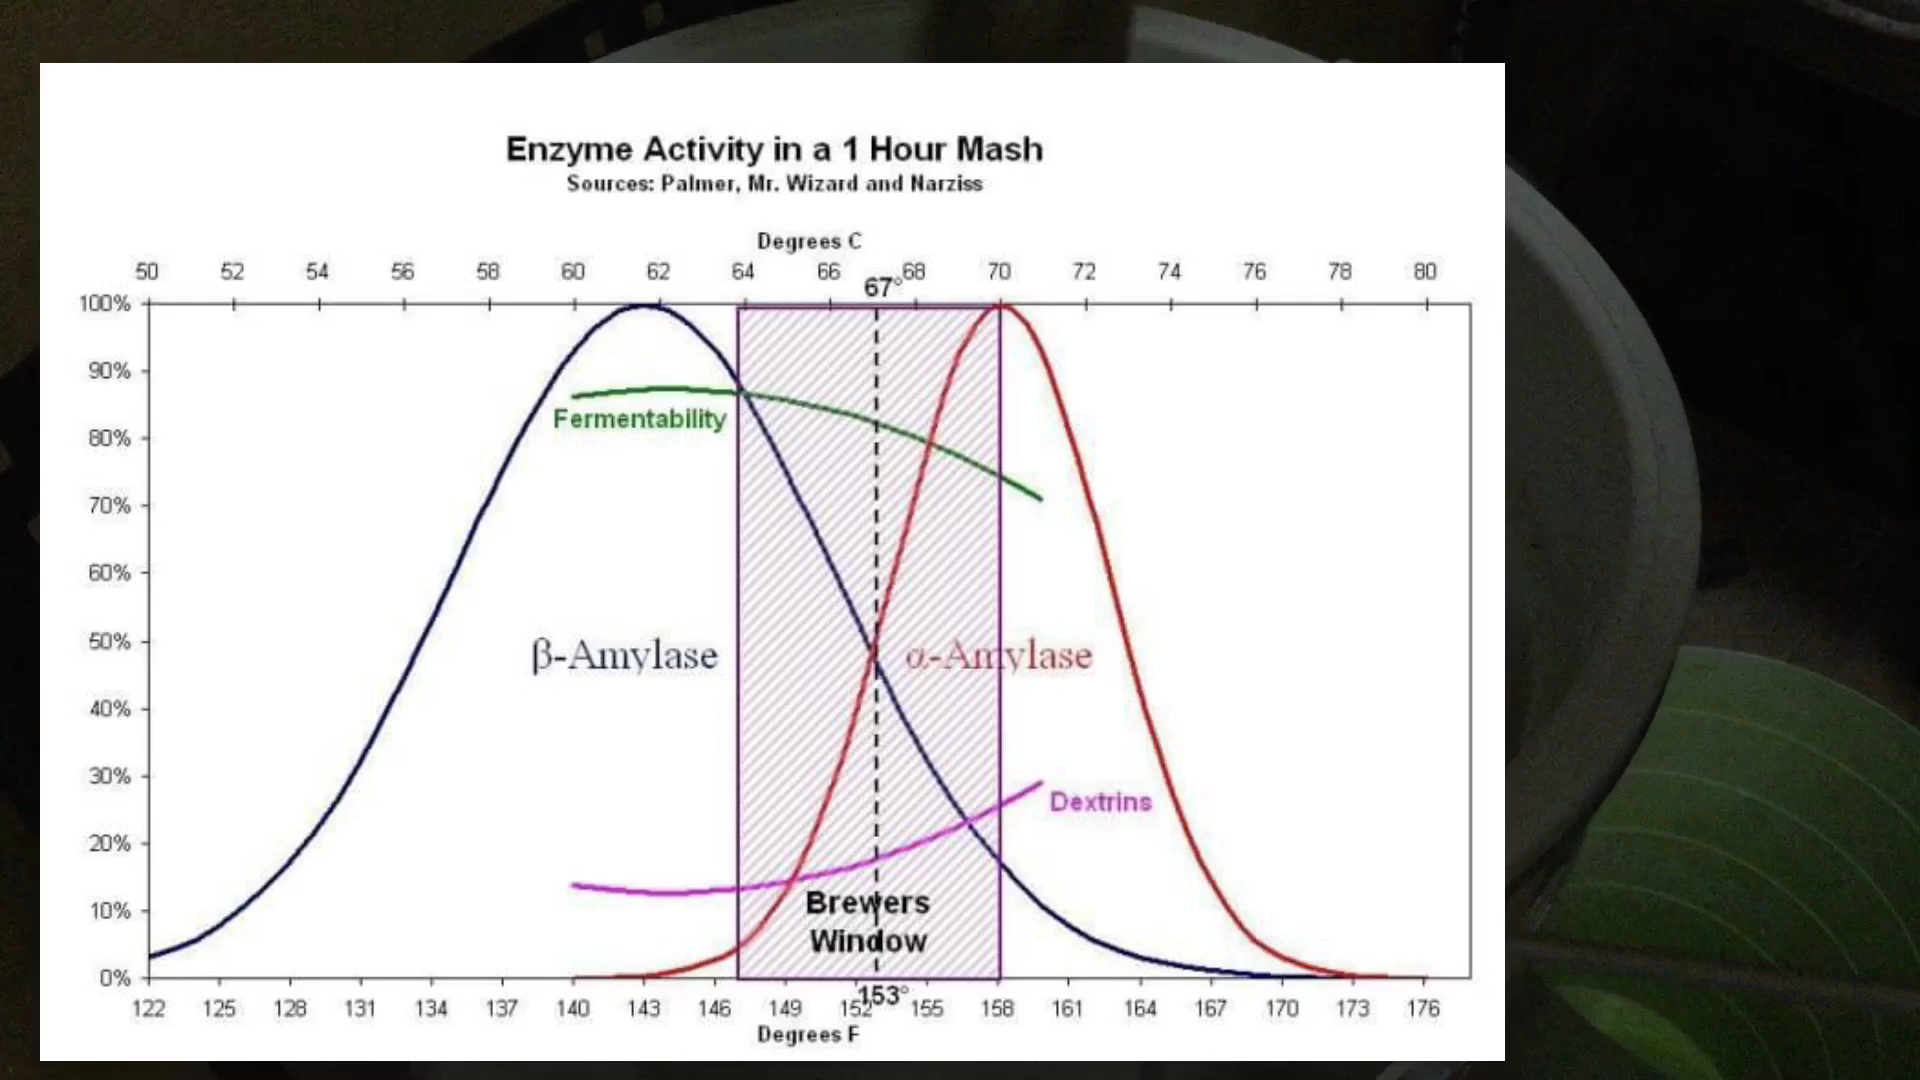 Enzyme Activity in a 1 Hour Mash
Sources: Palmer, Mr. Wizard and Narziss
Degrees C
50 52 54 56 58 60 62 64 66 68 70 72 74 76 78 80
67°
100%
90%
Fermentability
80%
70%
60%
50%
β-Amylase α-Amylase
40%
30%
Dextrins
20%
10%
Brewers
Window
0%
153°
122 125 128 131 134 137 140 143 146 149 152 155 158 161 164 167 170 173 176
Degrees F